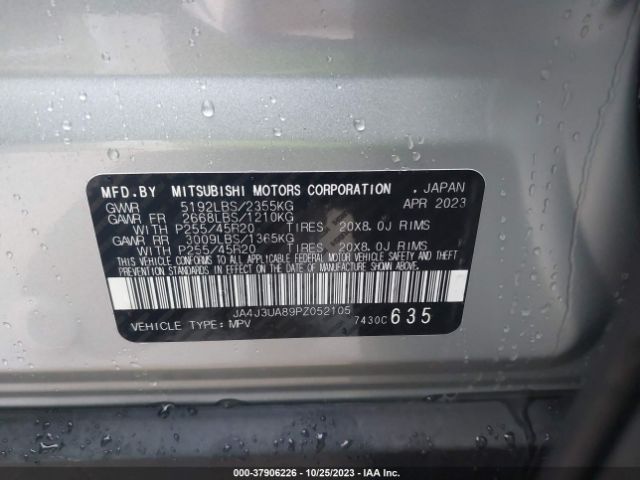 MFD.BY MITSUBISHI MOTORS CORPORATION . JAPAN
GVWR 5192LBS/2355KG APR 2023
GAWR FR 2668LBS/1210KG
WITH P255/45R20 TIRES 20X8.0J RIMS
GAWR RR 3009LBS/1365KG
WITH P255/45R20 TIRES 20X8.0J RIMS
THIS VEHICLE CONFORMS TO ALL APPLICABLE FEDERAL MOTOR VEHICLE SAFETY AND THEFT
PREVENTION STANDARDS IN EFFECT ON THE DATE OF MANUFACTURE SHOWN ABOVE.
JA4J3UA89PZ052105
VEHICLE TYPE: MPV 7430C 635
000-37906226 - 10/25/2023 - IAA Inc.